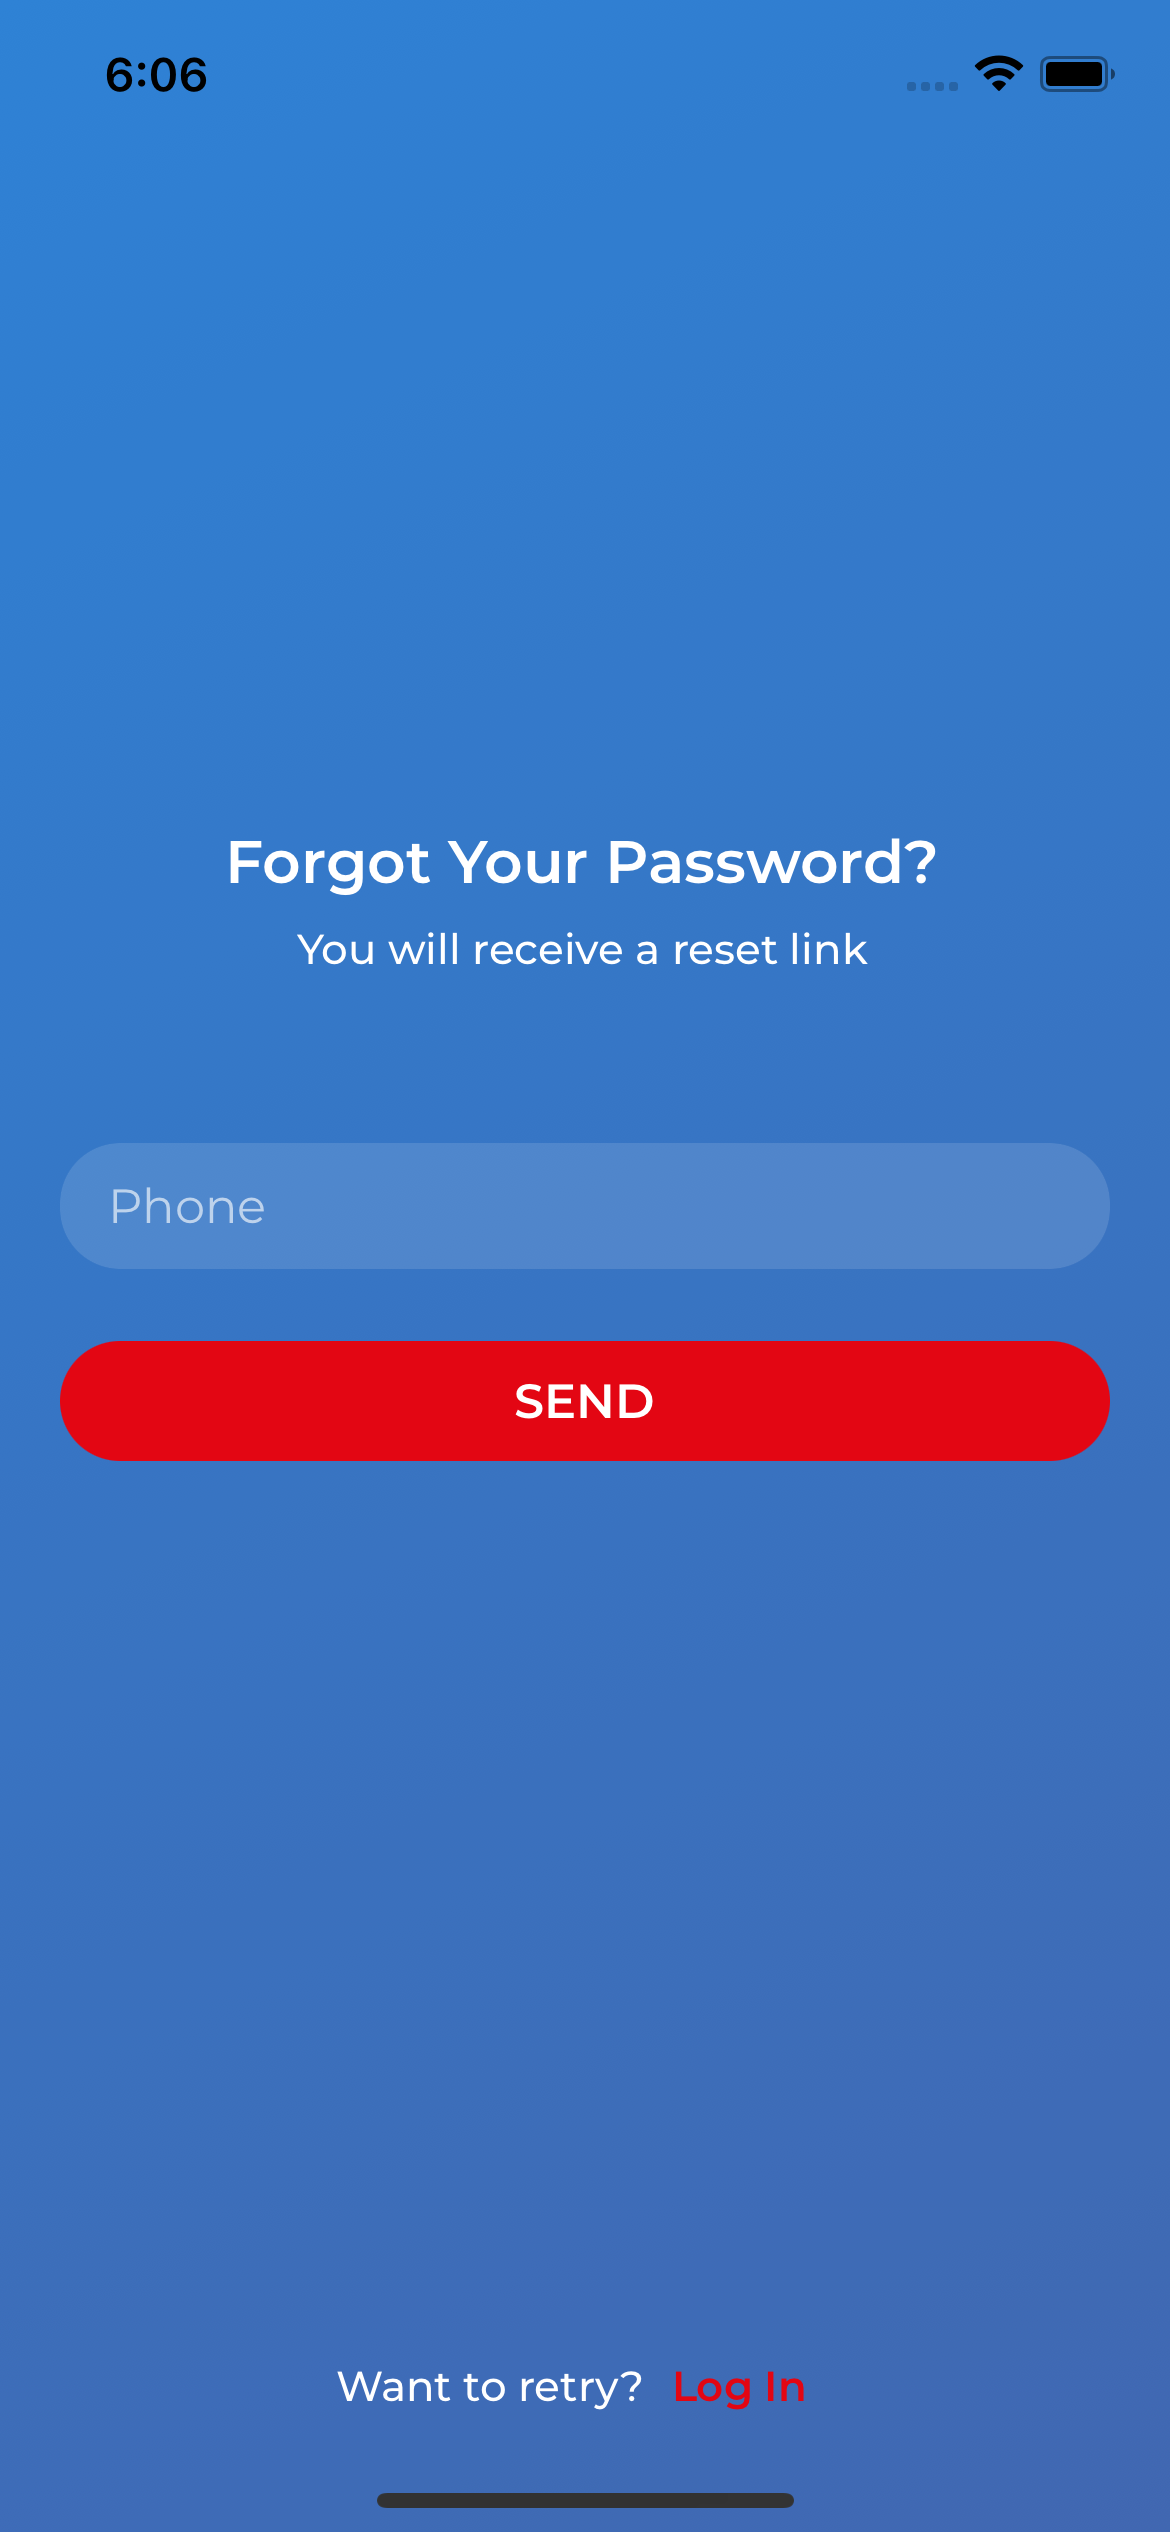 6:06
Forgot Your Password?
You will receive a reset link
Phone
SEND
Want to retry? Log In